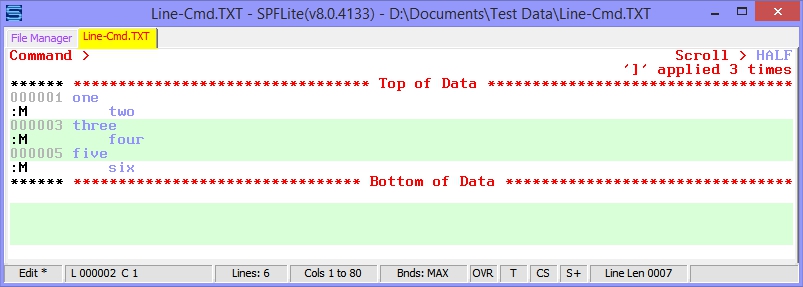 Line-Cmd.TXT - SPFLite(v8.0.4133) - D:\Documents\Test Data\Line-Cmd.TXT
File Manager Line-Cmd.TXT
Command > Scroll > HALF
']' applied 3 times
****** ********************************* Top of Data **********************************
000001 one
:M two
000003 three
:M four
000005 five
:M six
****** ******************************** Bottom of Data ********************************
Edit * L 000002 C 1 Lines: 6 Cols 1 to 80 Bnds: MAX OVR T CS S+ Line Len 0007